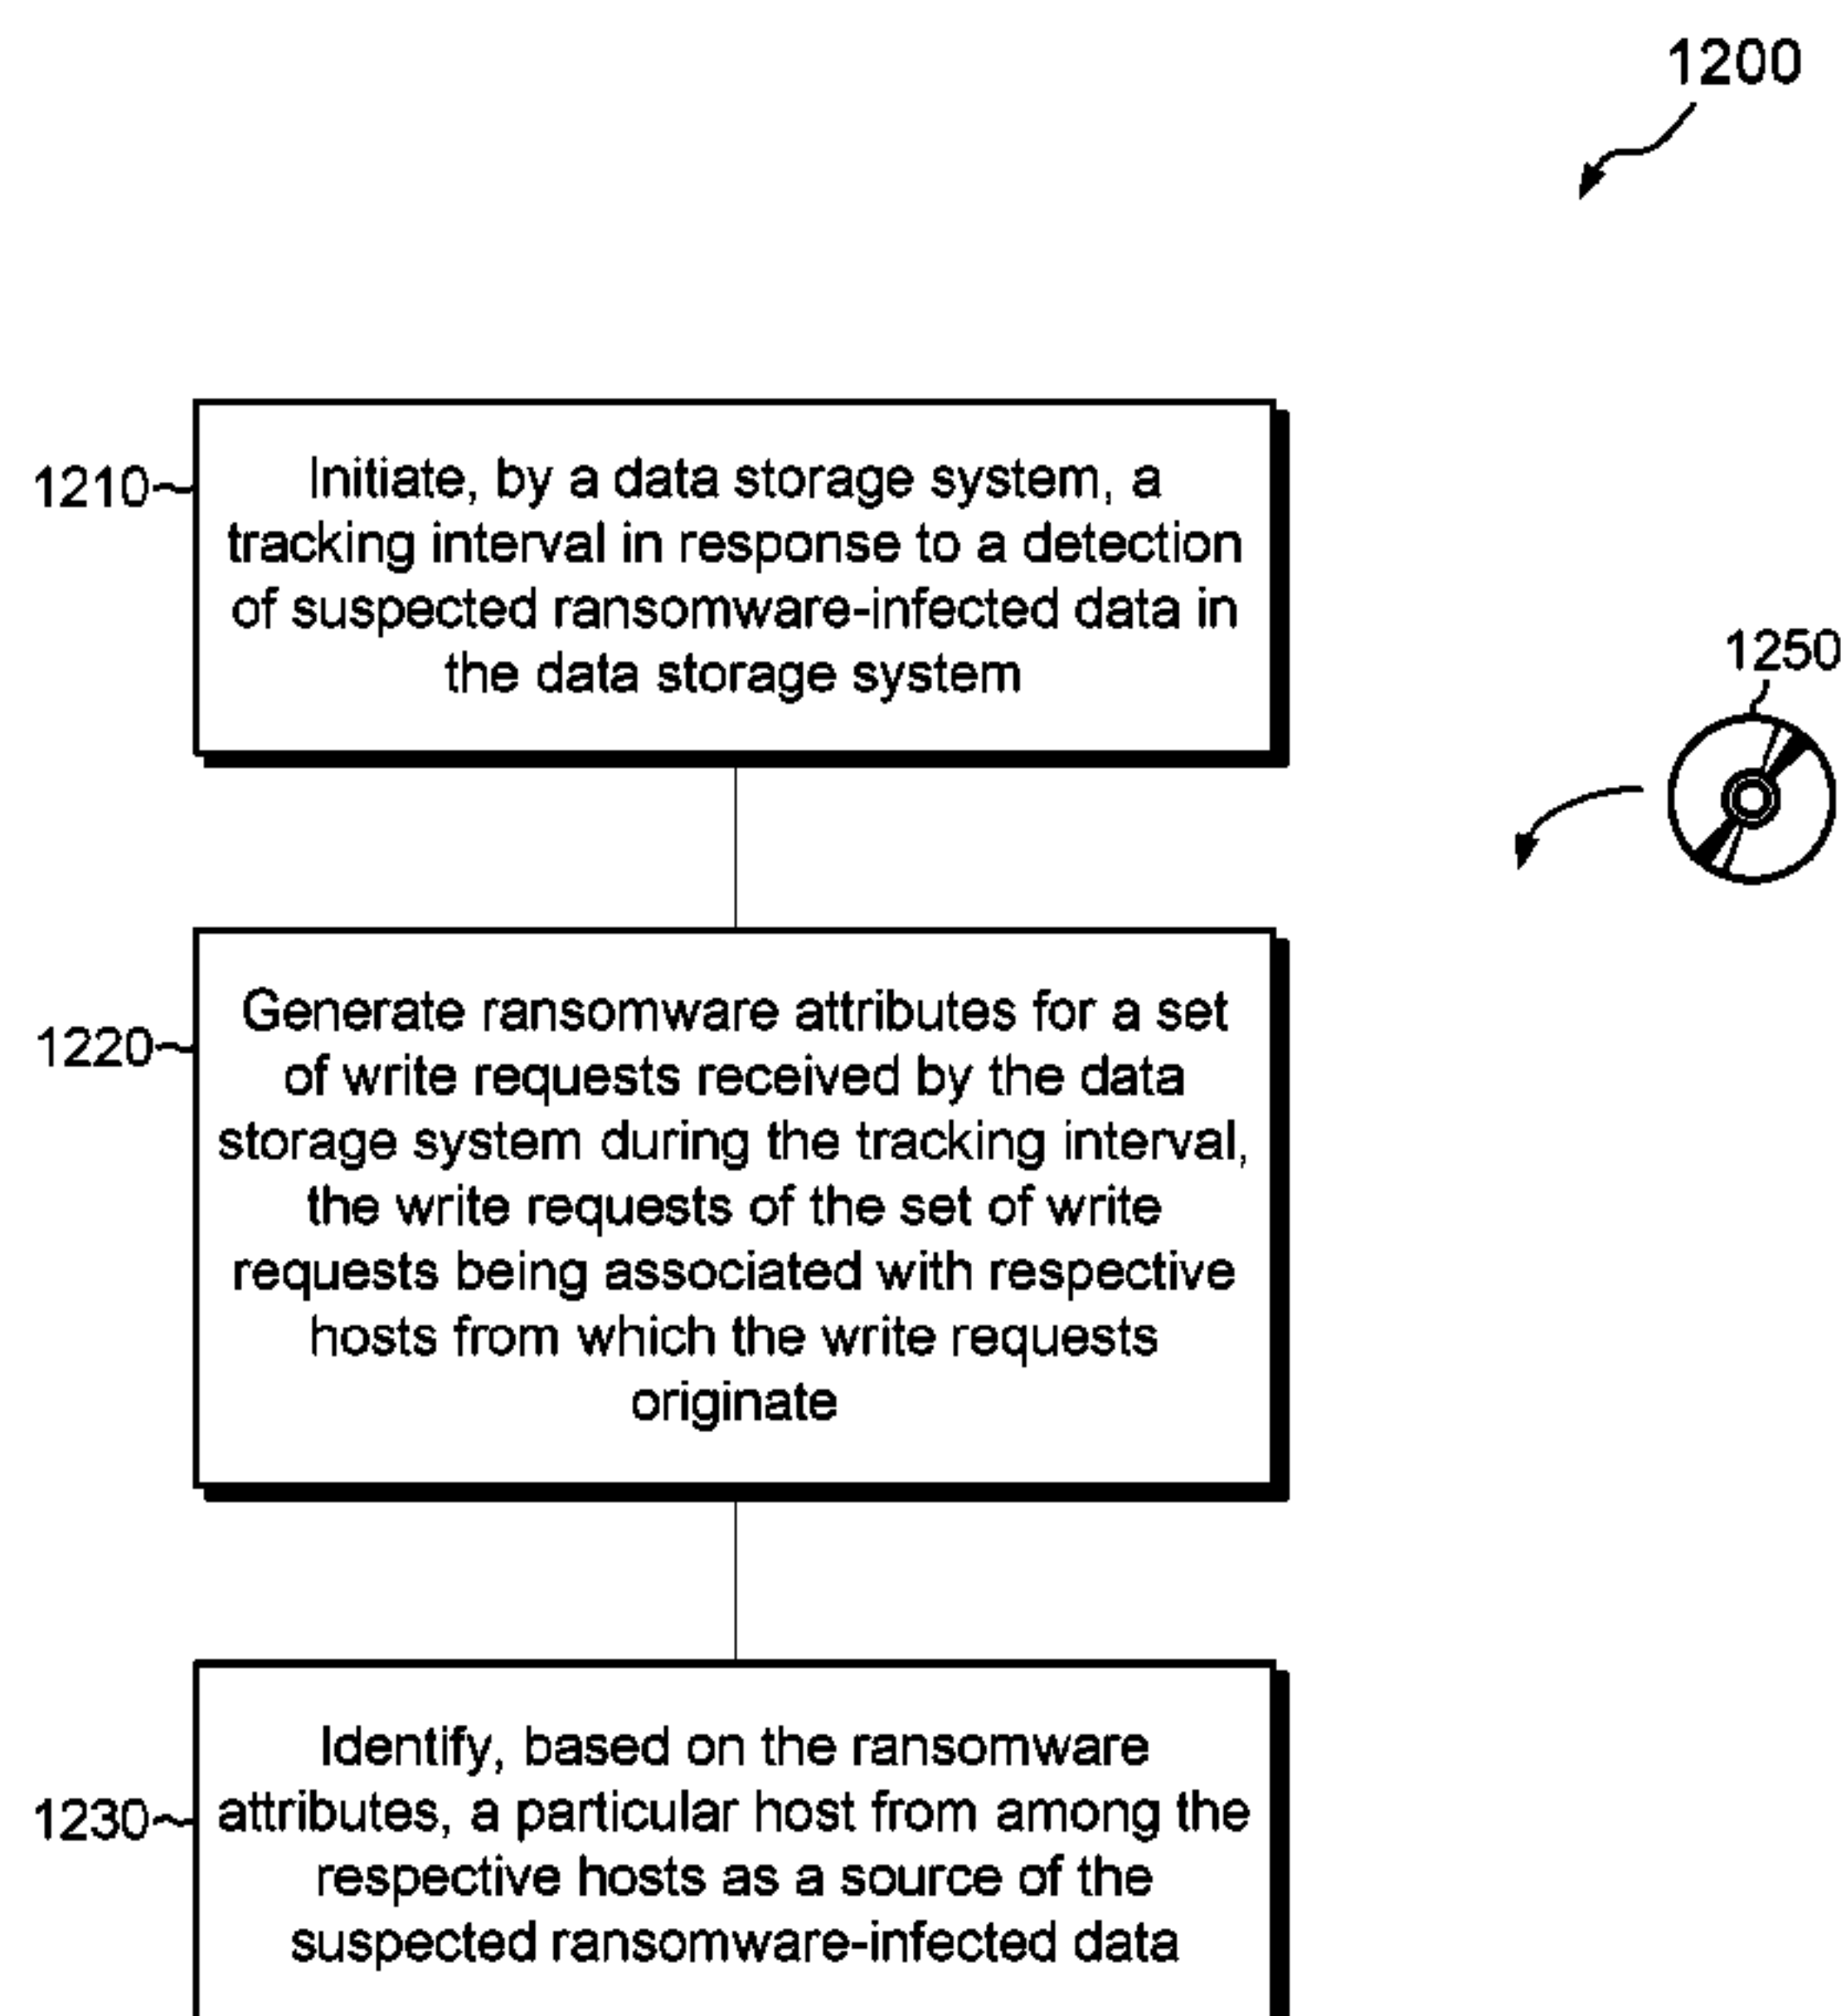 1200
1210
Initiate, by a data storage system, a
tracking interval in response to a detection
of suspected ransomware-infected data in
the data storage system
1250
1220
Generate ransomware attributes for a set
of write requests received by the data
storage system during the tracking interval,
the write requests of the set of write
requests being associated with respective
hosts from which the write requests
originate
1230
Identify, based on the ransomware
attributes, a particular host from among the
respective hosts as a source of the
suspected ransomware-infected data